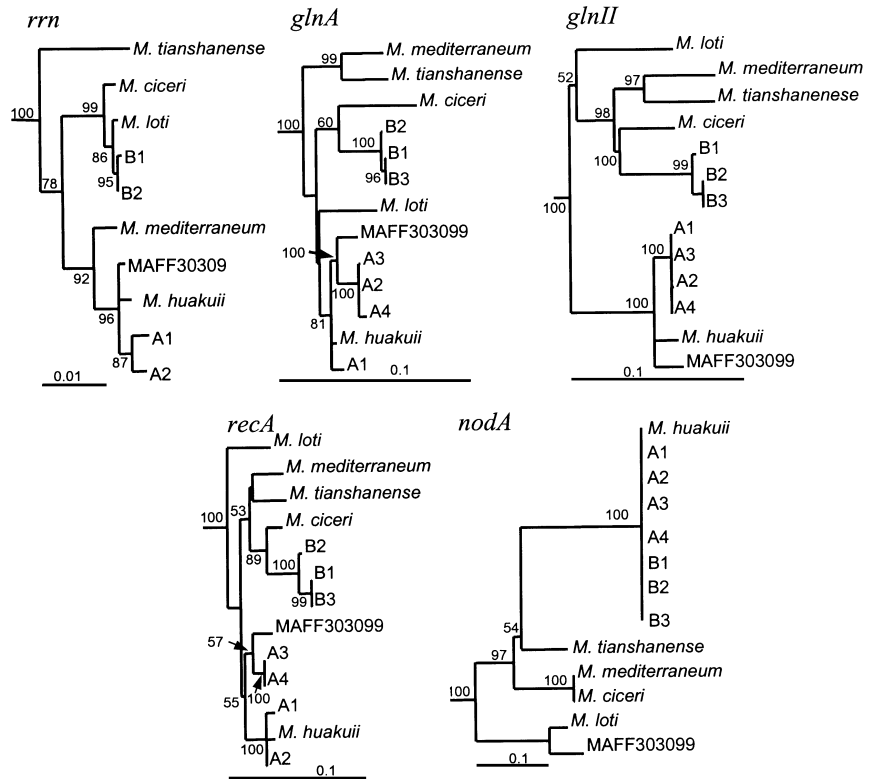 rrn
M. tianshanense
M. ciceri
99
M. loti
100
86
B1
95
B2
78
M. mediterraneum
MAFF30309
92
M. huakuii
96
A1
87
A2
0.01
glnA
M. mediterraneum
99
M. tianshanense
M. ciceri
100
60
B2
100
B1
96
B3
M. loti
MAFF303099
100
A3
A2
100
A4
81
M. huakuii
A1
0.1
glnII
M. loti
52
97
M. mediterraneum
M. tianshanenese
98
M. ciceri
B1
100
99
B2
B3
100
A1
100
A3
A2
100
A4
M. huakuii
MAFF303099
0.1
recA
M. loti
M. mediterraneum
M. tianshanense
100
53
M. ciceri
B2
89
100
B1
99
B3
MAFF303099
57
A3
A4
100
55
A1
M. huakuii
100
A2
0.1
nodA
M. huakuii
A1
A2
A3
100
A4
B1
B2
B3
54
M. tianshanense
97
M. mediterraneum
100
M. ciceri
100
M. loti
MAFF303099
0.1